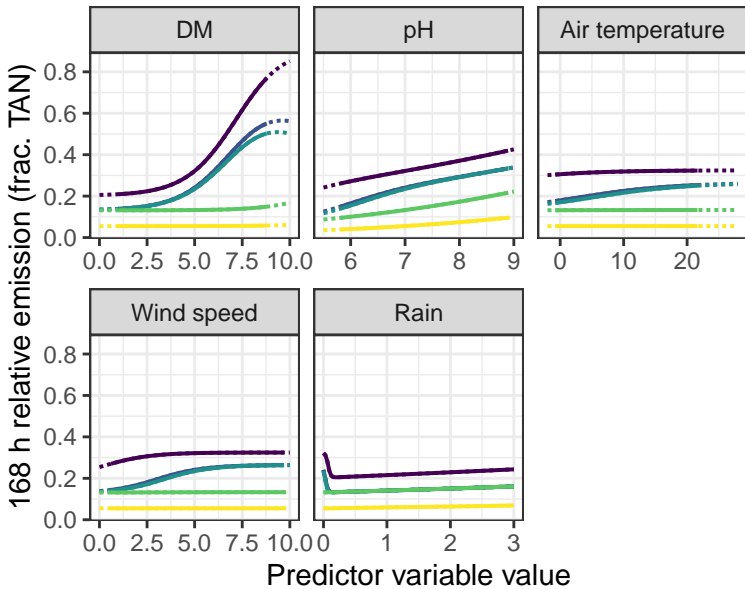 DM
pH
Air temperature
0.8
0.6
0.4
0.2
0.0
0.0 2.5 5.0 7.5 10.0
6 7 8 9
0 10 20
Wind speed
Rain
0.8
0.6
0.4
0.2
0.0
0.0 2.5 5.0 7.5 10.0
0 1 2 3
168 h relative emission (frac. TAN)
Predictor variable value